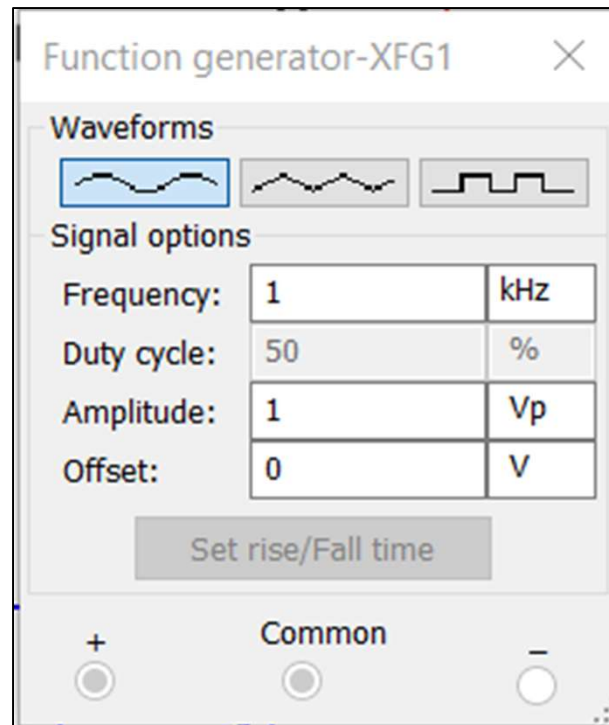 Function generator-XFG1
Waveforms
Signal options
Frequency: 1 kHz
Duty cycle: 50 %
Amplitude: 1 Vp
Offset: 0 V
Set rise/Fall time
+ Common −